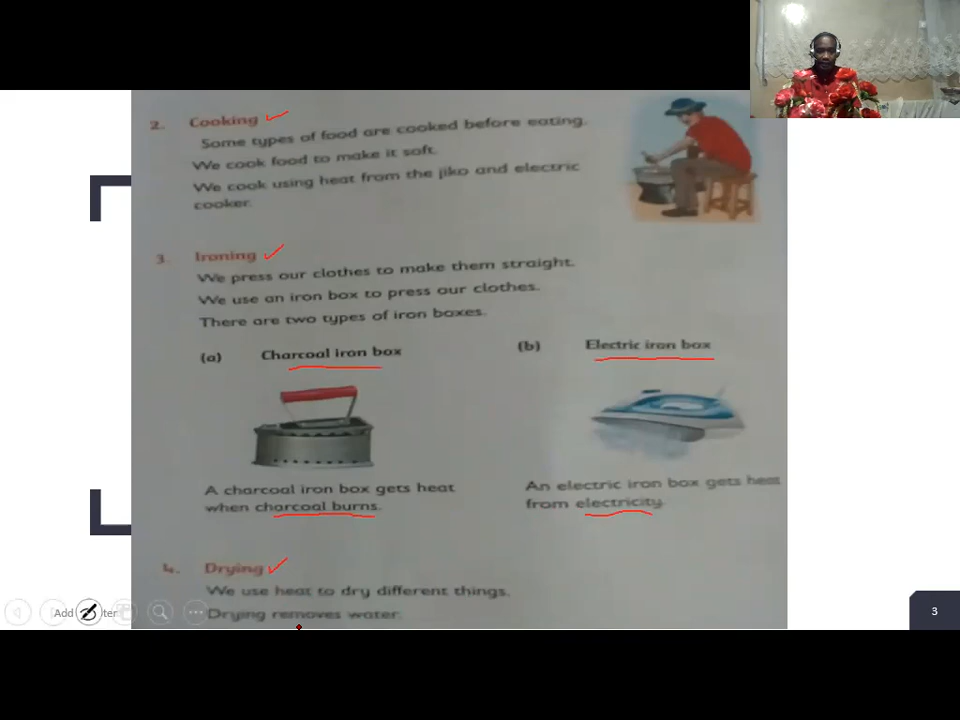 2. Cooking
Some types of food are cooked before eating.
We cook food to make it soft.
We cook using heat from the jiko and electric
cooker.
3. Ironing
We press our clothes to make them straight.
We use an iron box to press our clothes.
There are two types of iron boxes.
(a) Charcoal iron box
(b) Electric iron box
A charcoal iron box gets heat
when charcoal burns.
An electric iron box gets heat
from electricity.
4. Drying
We use heat to dry different things.
Drying removes water.
Add
ter
3